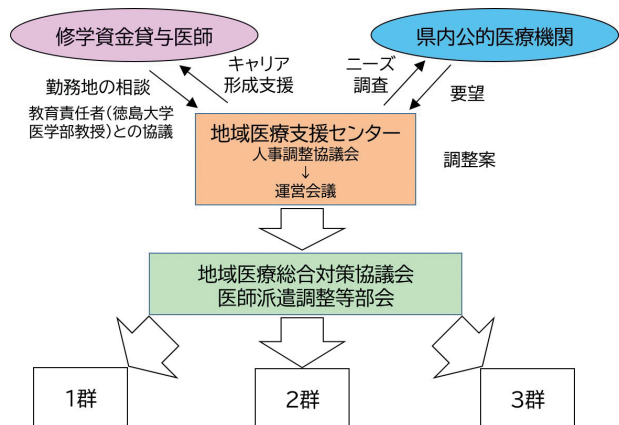 修学資金貸与医師
県内公的医療機関
キャリア
形成支援
ニーズ
調査
勤務地の相談
要望
教育責任者(徳島大学
医学部教授)との協議
地域医療支援センター
人事調整協議会
↓
運営会議
調整案
地域医療総合対策協議会
医師派遣調整等部会
1群
2群
3群